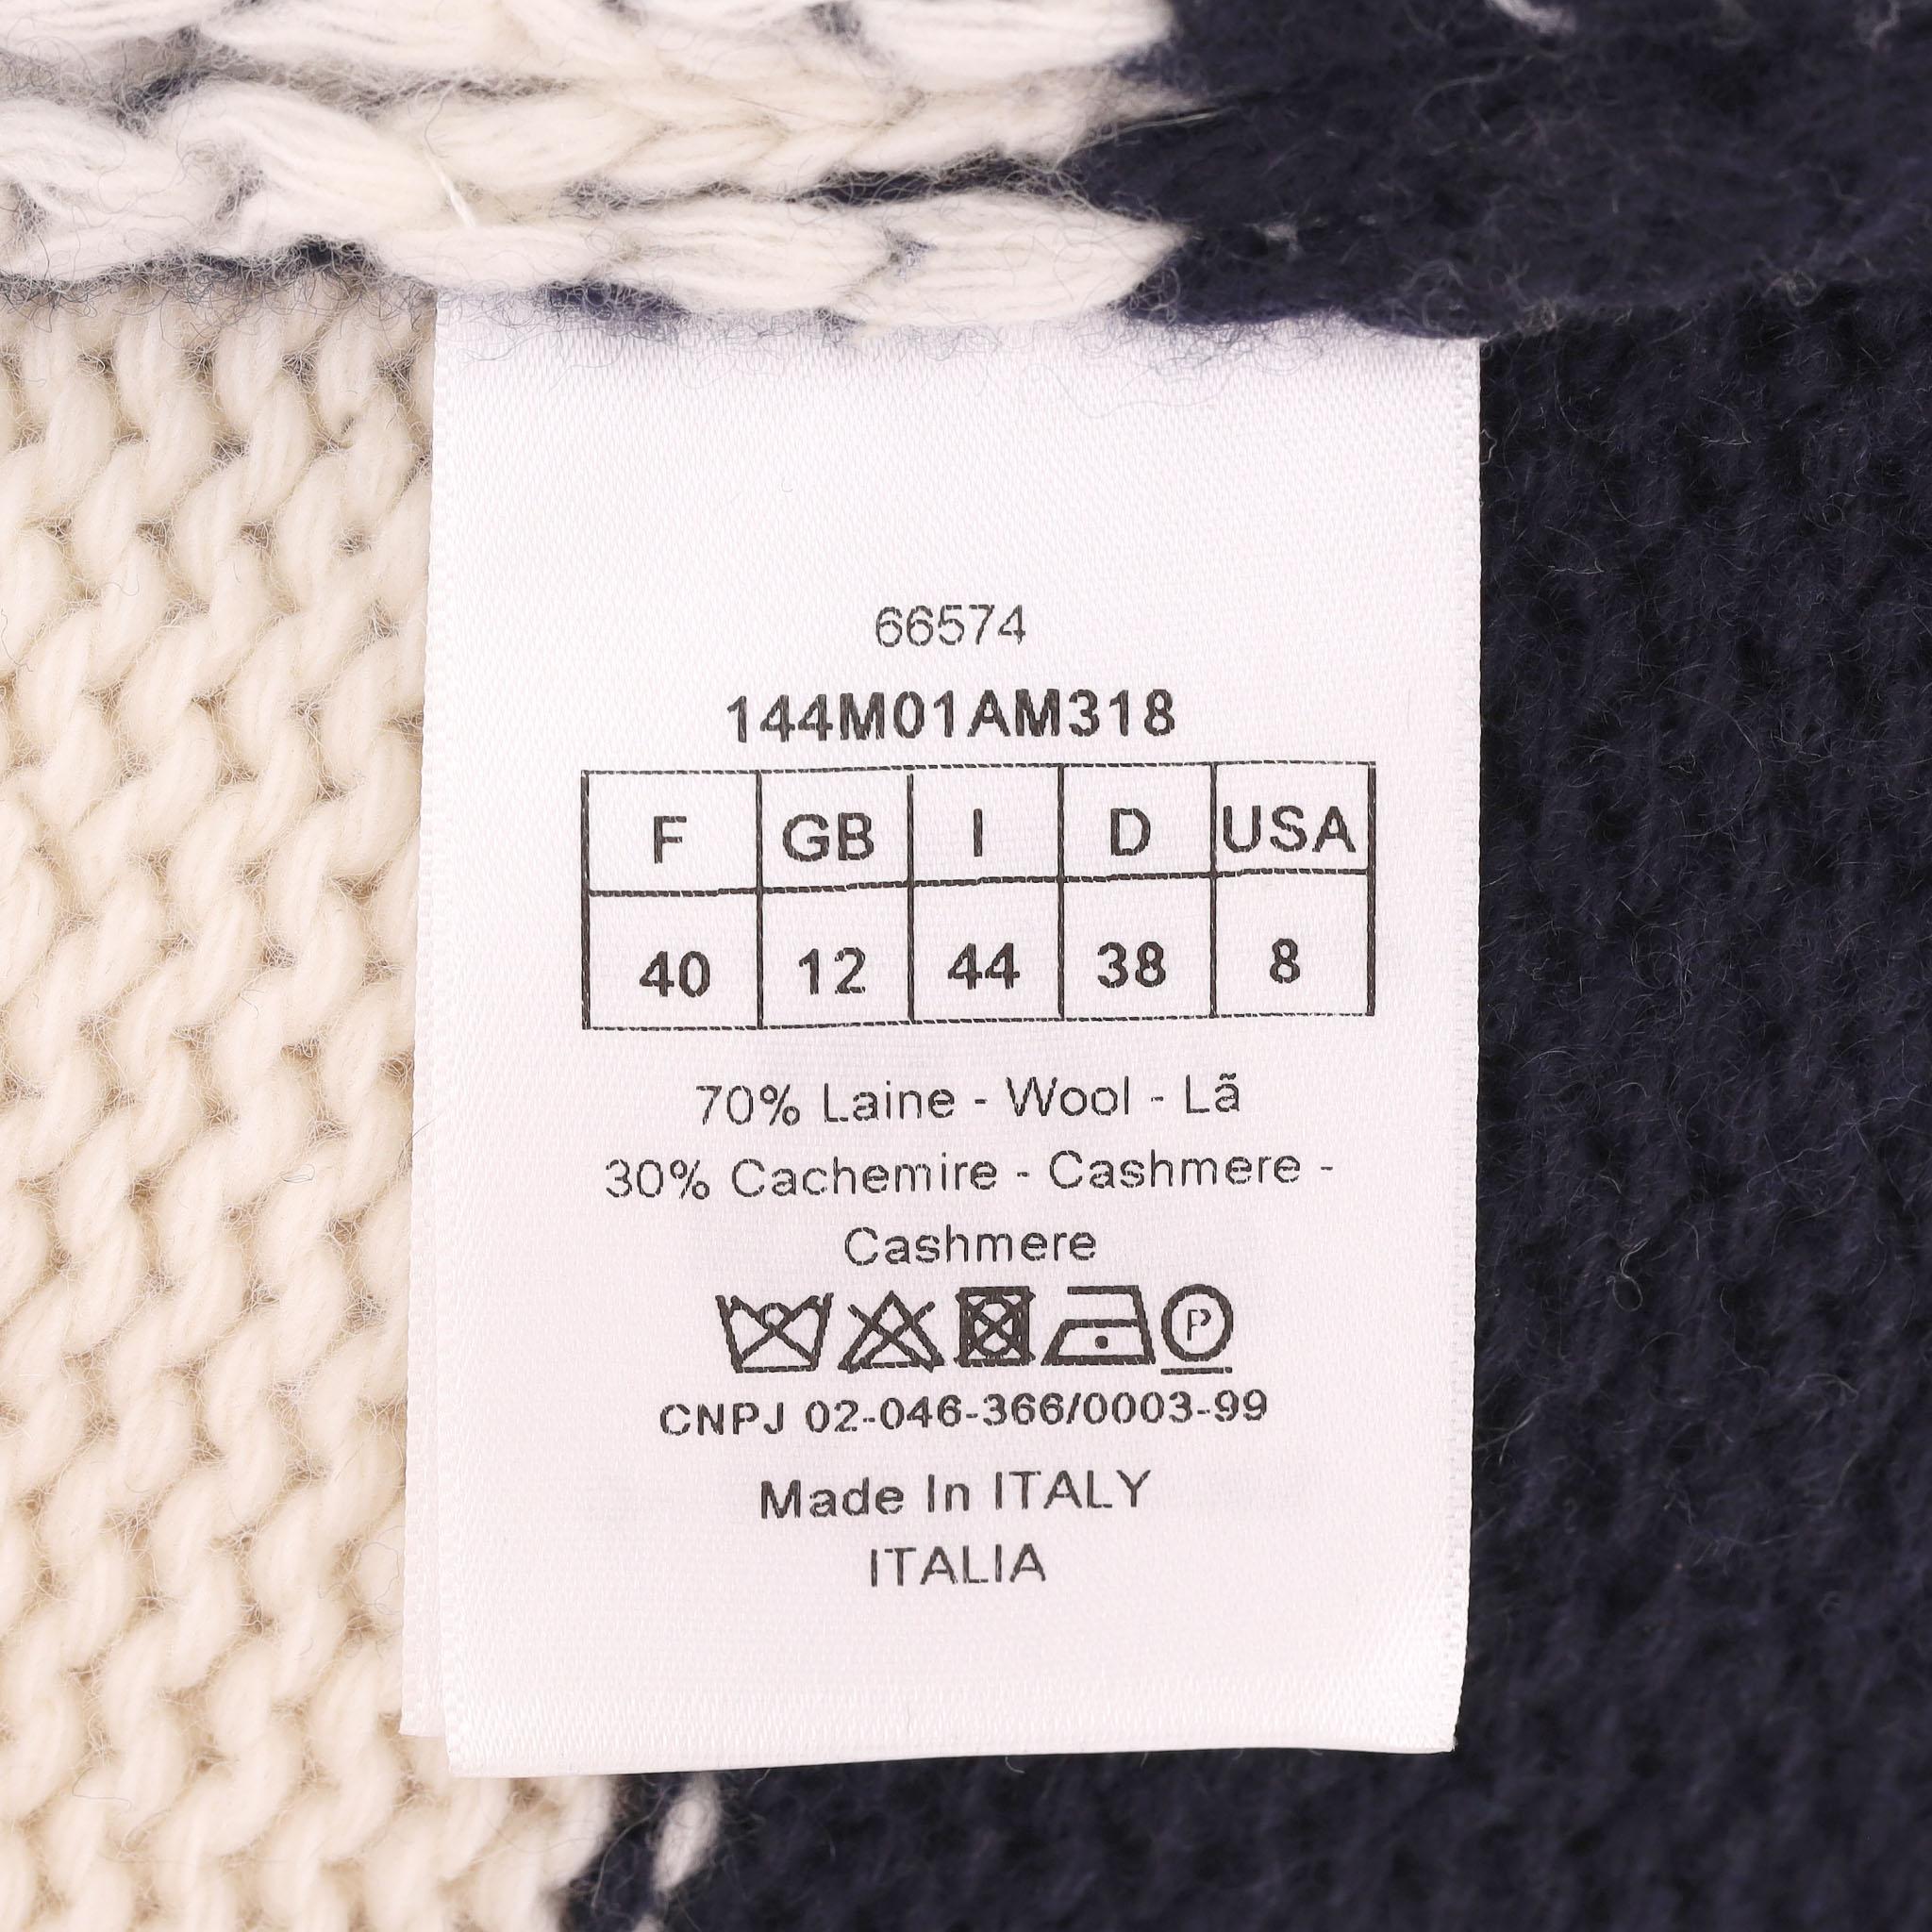 66574
144M01AM318
F GB I D USA
40 12 44 38 8
70% Laine - Wool - Lã
30% Cachemire - Cashmere -
Cashmere
P
CNPJ 02-046-366/0003-99
Made In ITALY
ITALIA